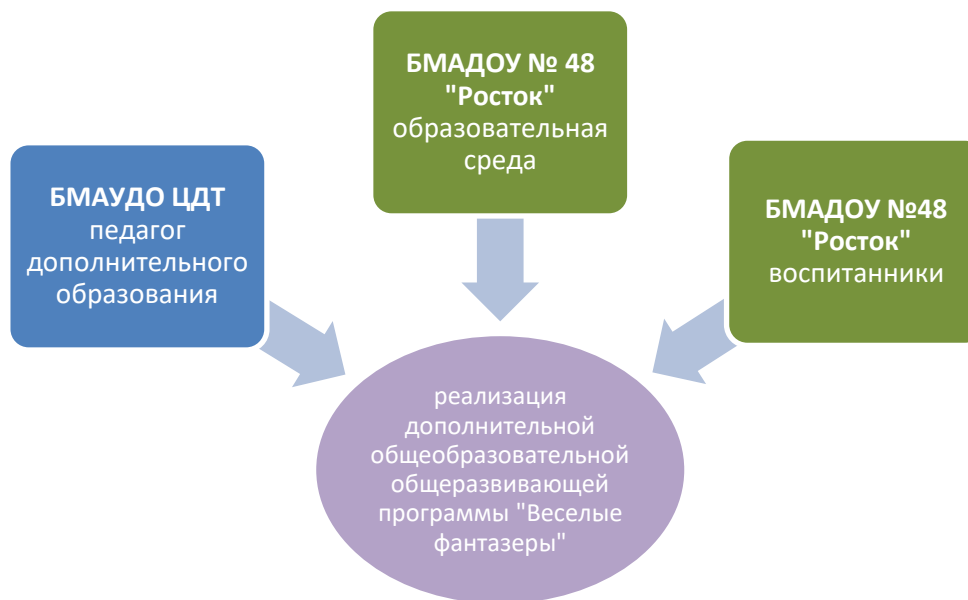 БМАУДО ЦДТ
педагог
дополнительного
образования
БМАДОУ № 48
"Росток"
образовательная
среда
БМАДОУ №48
"Росток"
воспитанники
реализация
дополнительной
общеобразовательной
общеразвивающей
программы "Веселые
фантазеры"